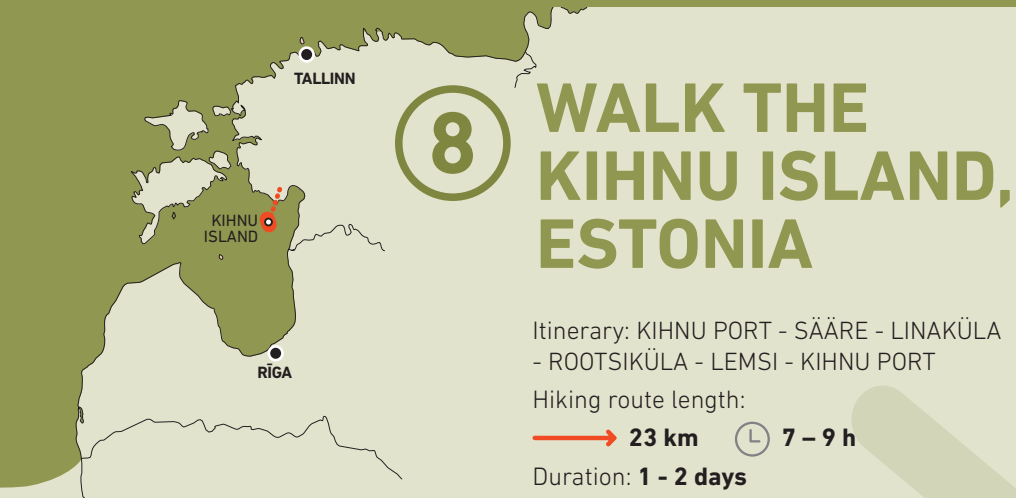 TALLINN
KIHNU
ISLAND
RĪGA
8
WALK THE
KIHNU ISLAND,
ESTONIA
Itinerary: KIHNU PORT - SÄÄRE - LINAKÜLA
- ROOTSIKÜLA - LEMSI - KIHNU PORT
Hiking route length:
23 km 7 – 9 h
Duration: 1 - 2 days